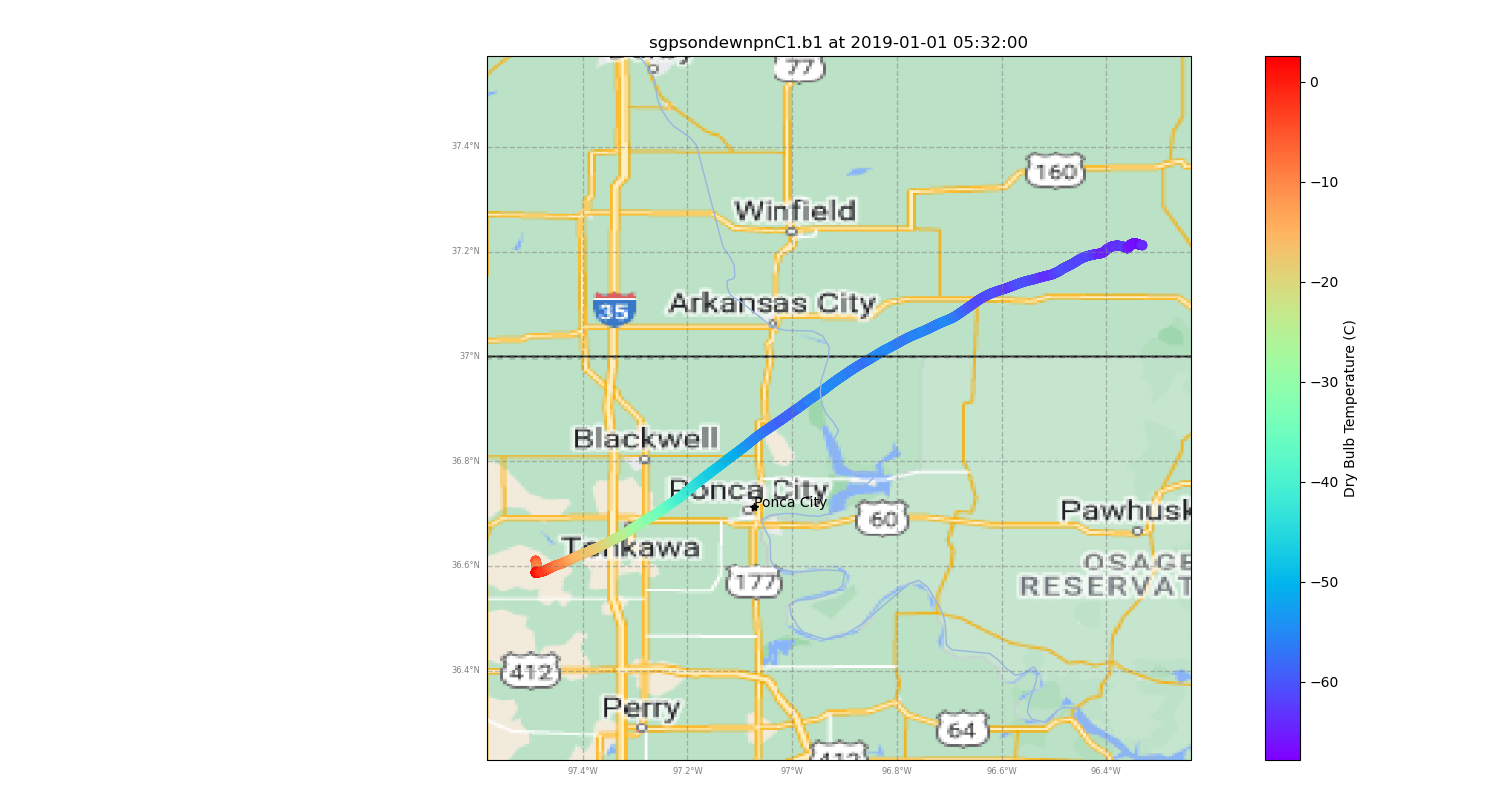 sgpsondewnpnC1.b1 at 2019-01-01 05:32:00
77
0
37.4°N
160
−10
Winfield
37.2°N
−20
Arkansas City
35
37°N
−30
Dry Bulb Temperature (C)
Blackwell
36.8°N
−40
Ponca City
Ponca City
60
Pawhusk
Tonkawa
36.6°N
OSAGE
RESERVAT
177
−50
412
36.4°N
−60
Perry
64
412
97.4°W
97.2°W
97°W
96.8°W
96.6°W
96.4°W